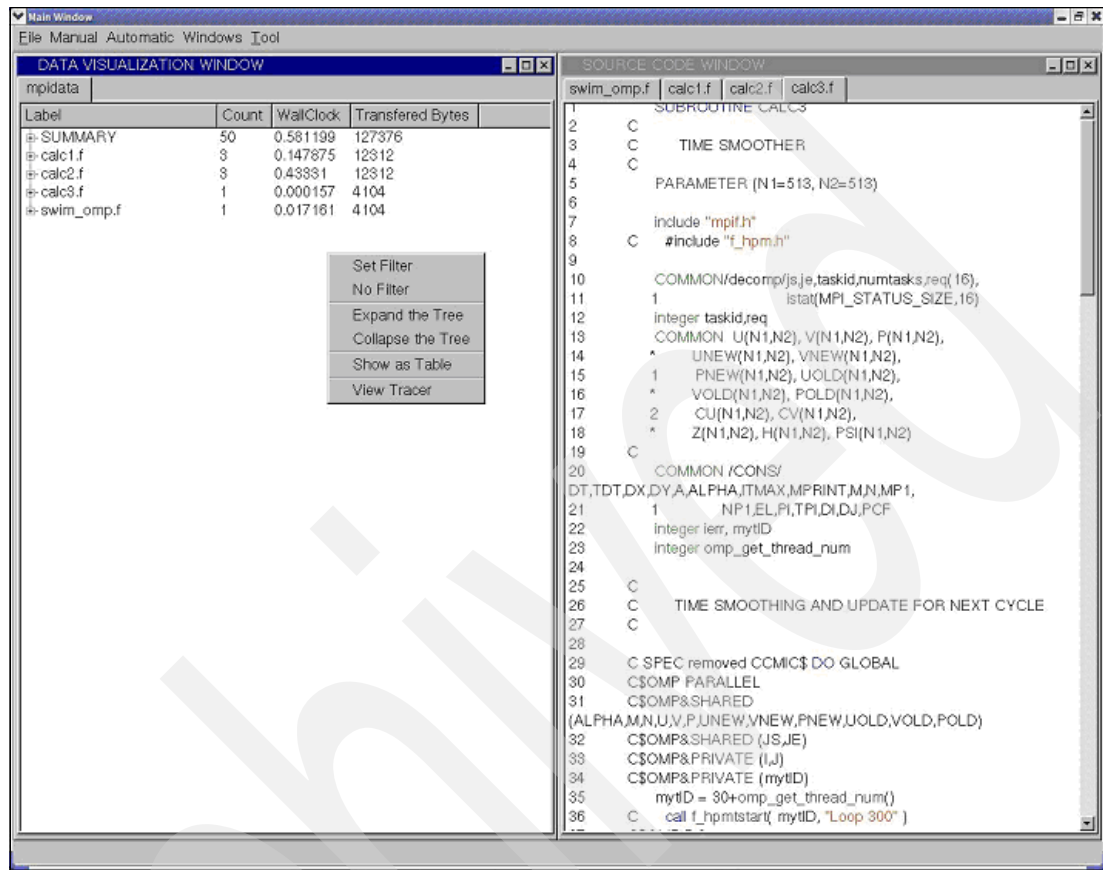 Main Window
File Manual Automatic Windows Tool
DATA VISUALIZATION WINDOW
mpidata
Label Count WallClock Transfered Bytes
SUMMARY 50 0.581199 127376
calc1.f 3 0.147875 12312
calc2.f 3 0.43331 12312
calc3.f 1 0.000157 4104
swim_omp.f 1 0.017161 4104
Set Filter
No Filter
Expand the Tree
Collapse the Tree
Show as Table
View Tracer
SOURCE CODE WINDOW
swim_omp.f calc1.f calc2.f calc3.f
1 SUBROUTINE CALC3
2 C
3 C TIME SMOOTHER
4 C
5 PARAMETER (N1=513, N2=513)
6
7 include "mpif.h"
8 C #include "f_hpm.h"
9
10 COMMON/decomp/js,je,taskid,numtasks,req(16),
11 1 istat(MPI_STATUS_SIZE,16)
12 integer taskid,req
13 COMMON U(N1,N2), V(N1,N2), P(N1,N2),
14 * UNEW(N1,N2), VNEW(N1,N2),
15 1 PNEW(N1,N2), UOLD(N1,N2),
16 * VOLD(N1,N2), POLD(N1,N2),
17 2 CU(N1,N2), CV(N1,N2),
18 * Z(N1,N2), H(N1,N2), PSI(N1,N2)
19 C
20 COMMON /CONS/
DT,TDT,DX,DY,A,ALPHA,ITMAX,MPRINT,M,N,MP1,
21 1 NP1,EL,PI,TPI,DI,DJ,PCF
22 integer ierr, mytID
23 integer omp_get_thread_num
24
25 C
26 C TIME SMOOTHING AND UPDATE FOR NEXT CYCLE
27 C
28
29 C SPEC removed CCMIC$ DO GLOBAL
30 C$OMP PARALLEL
31 C$OMP&SHARED
(ALPHA,M,N,U,V,P,UNEW,VNEW,PNEW,UOLD,VOLD,POLD)
32 C$OMP&SHARED (JS,JE)
33 C$OMP&PRIVATE (I,J)
34 C$OMP&PRIVATE (mytID)
35 mytID = 30+omp_get_thread_num()
36 C call f_hpmtstart( mytID, "Loop 300" )